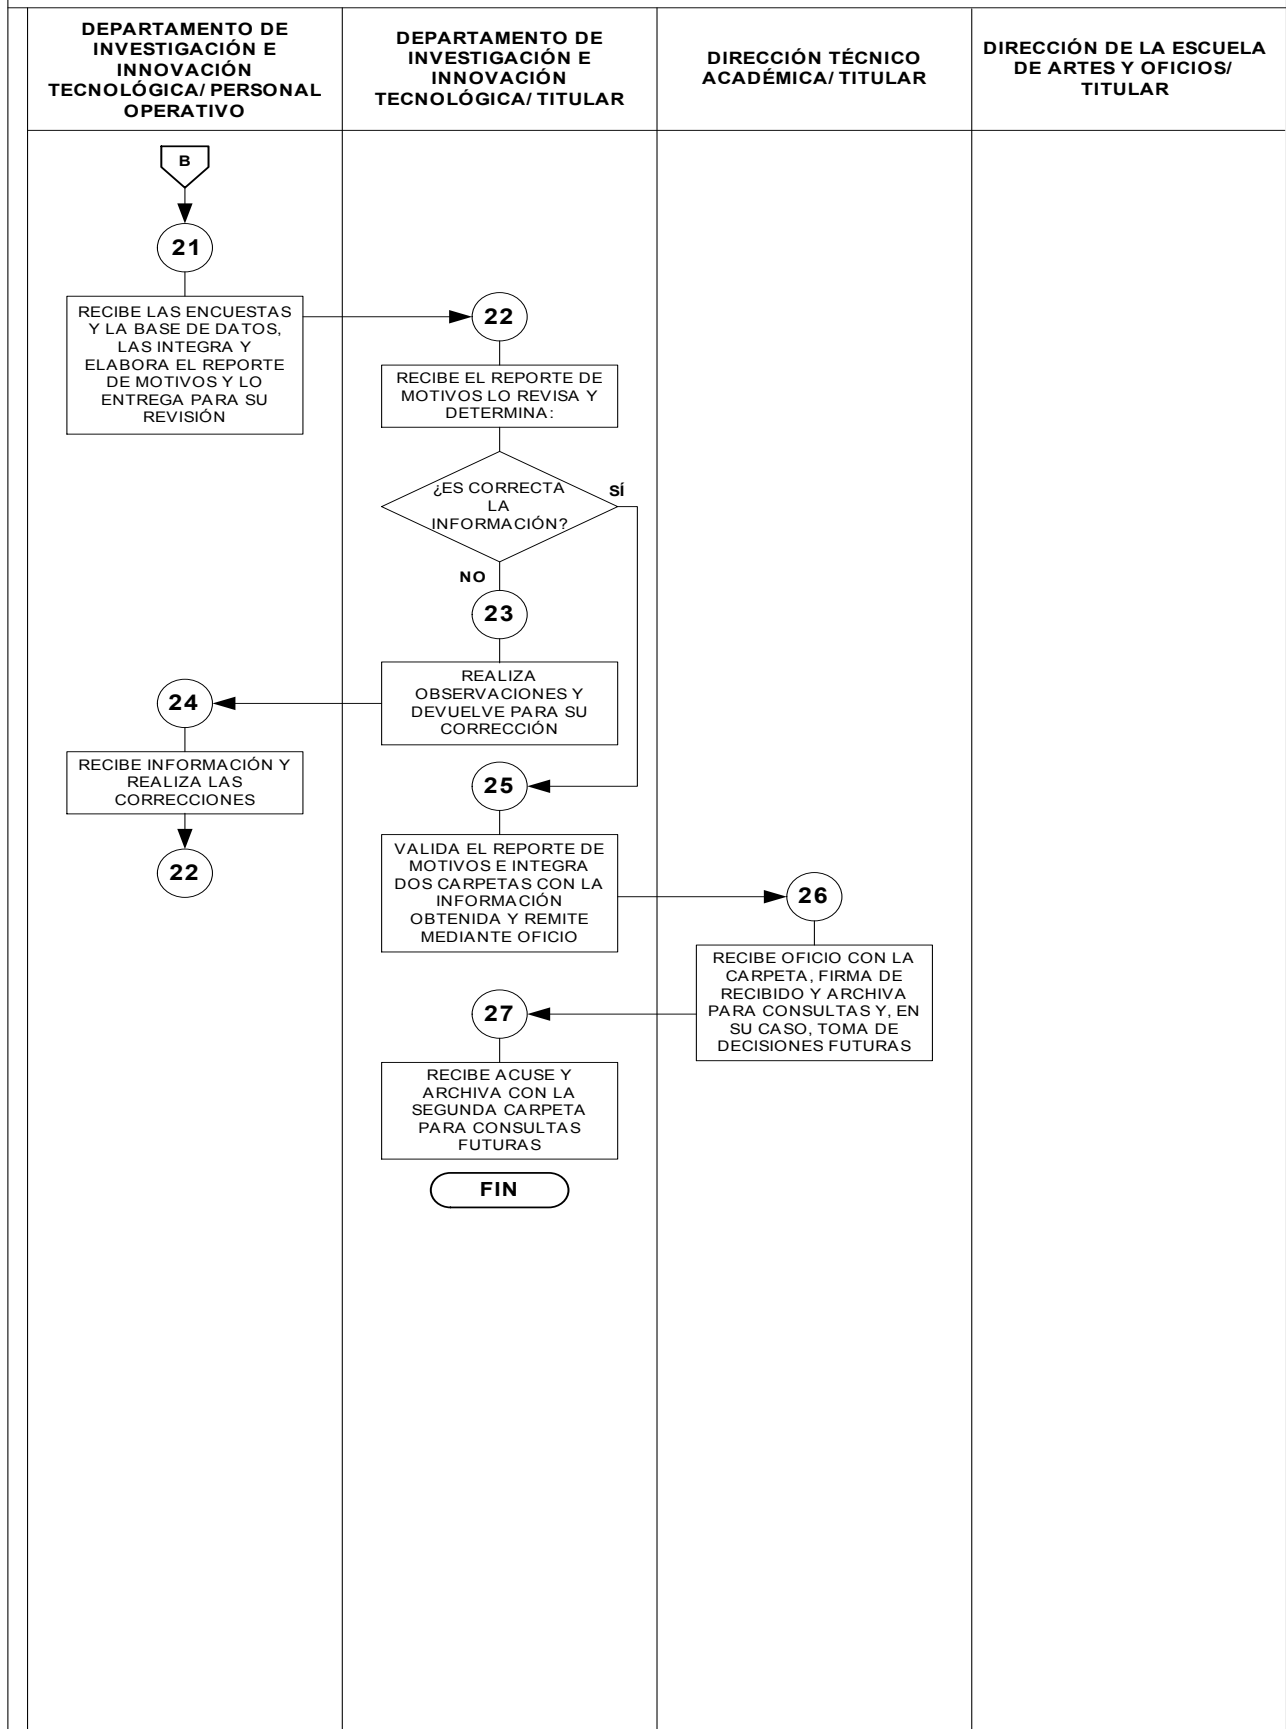 DEPARTAMENTO DE
INVESTIGACIÓN E
INNOVACIÓN
TECNOLÓGICA/ PERSONAL
OPERATIVO
DEPARTAMENTO DE
INVESTIGACIÓN E
INNOVACIÓN
TECNOLÓGICA/ TITULAR
DIRECCIÓN TÉCNICO
ACADÉMICA/ TITULAR
DIRECCIÓN DE LA ESCUELA
DE ARTES Y OFICIOS/
TITULAR
B
21
RECIBE LAS ENCUESTAS
Y LA BASE DE DATOS,
LAS INTEGRA Y
ELABORA EL REPORTE
DE MOTIVOS Y LO
ENTREGA PARA SU
REVISIÓN
22
RECIBE EL REPORTE DE
MOTIVOS LO REVISA Y
DETERMINA:
¿ES CORRECTA
LA
INFORMACIÓN?
SÍ
NO
23
REALIZA
OBSERVACIONES Y
DEVUELVE PARA SU
CORRECCIÓN
24
RECIBE INFORMACIÓN Y
REALIZA LAS
CORRECCIONES
22
25
VALIDA EL REPORTE DE
MOTIVOS E INTEGRA
DOS CARPETAS CON LA
INFORMACIÓN
OBTENIDA Y REMITE
MEDIANTE OFICIO
26
RECIBE OFICIO CON LA
CARPETA, FIRMA DE
RECIBIDO Y ARCHIVA
PARA CONSULTAS Y, EN
SU CASO, TOMA DE
DECISIONES FUTURAS
27
RECIBE ACUSE Y
ARCHIVA CON LA
SEGUNDA CARPETA
PARA CONSULTAS
FUTURAS
FIN